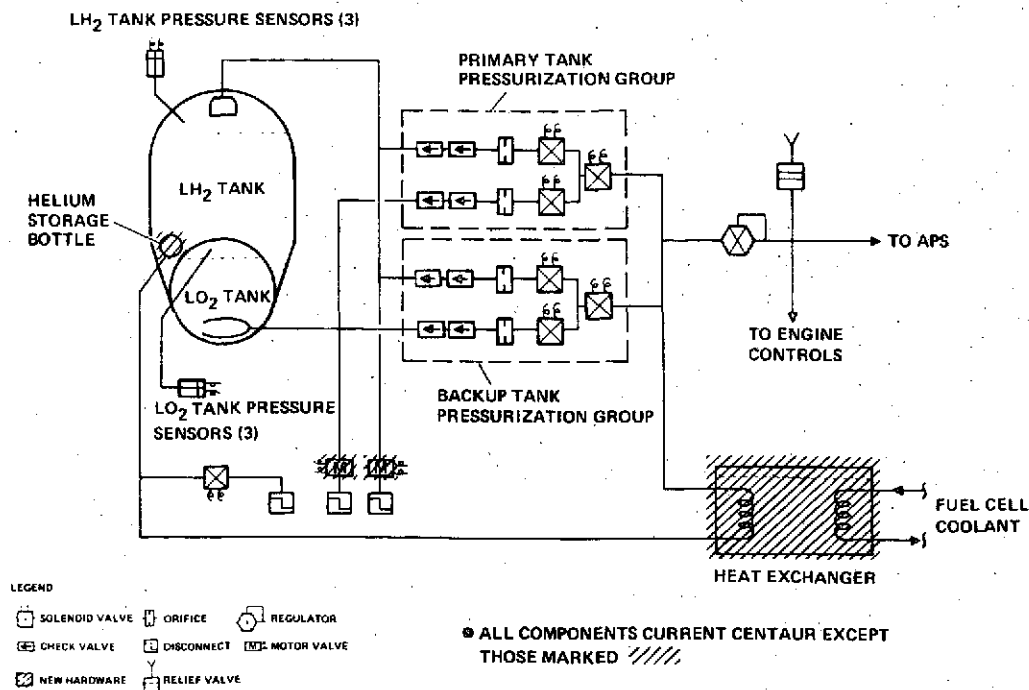 LH2 TANK PRESSURE SENSORS (3)
PRIMARY TANK
PRESSURIZATION GROUP
LH2 TANK
HELIUM
STORAGE
BOTTLE
LO2 TANK
TO APS
TO ENGINE
CONTROLS
BACKUP TANK
PRESSURIZATION GROUP
LO2 TANK PRESSURE
SENSORS (3)
M
M
FUEL CELL
COOLANT
HEAT EXCHANGER
LEGEND
SOLENOID VALVE
ORIFICE
REGULATOR
CHECK VALVE
DISCONNECT
M
MOTOR VALVE
NEW HARDWARE
RELIEF VALVE
ALL COMPONENTS CURRENT CENTAUR EXCEPT
THOSE MARKED